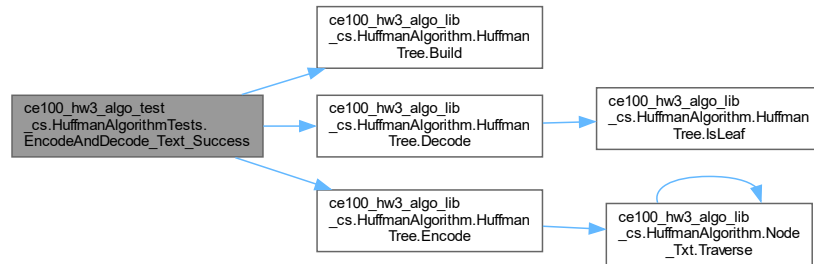 ce100_hw3_algo_lib
_cs.HuffmanAlgorithm.Huffman
Tree.Build
ce100_hw3_algo_test
_cs.HuffmanAlgorithmTests.
EncodeAndDecode_Text_Success
ce100_hw3_algo_lib
_cs.HuffmanAlgorithm.Huffman
Tree.Decode
ce100_hw3_algo_lib
_cs.HuffmanAlgorithm.Huffman
Tree.IsLeaf
ce100_hw3_algo_lib
_cs.HuffmanAlgorithm.Huffman
Tree.Encode
ce100_hw3_algo_lib
_cs.HuffmanAlgorithm.Node
_Txt.Traverse